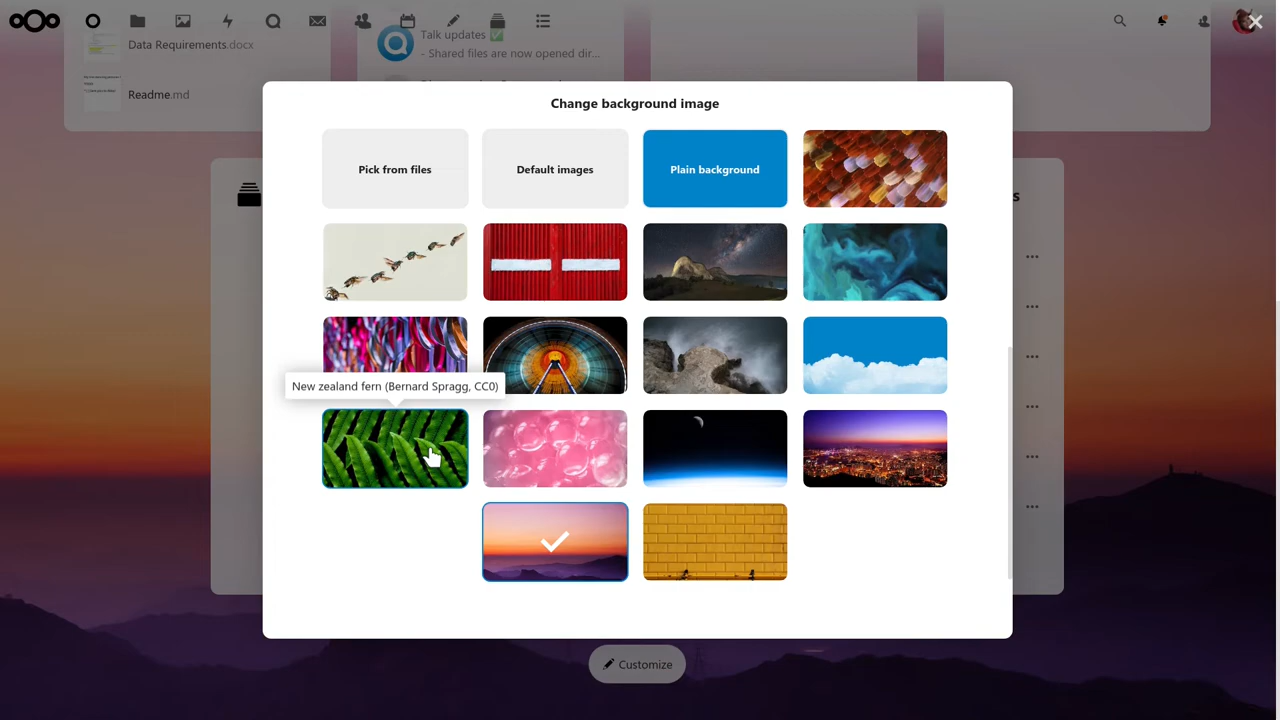 Data Requirements.docx
Readme.md
Talk updates ✅
- Shared files are now opened dir...
Change background image
Pick from files
Default images
Plain background
New zealand fern (Bernard Spragg, CC0)
Customize